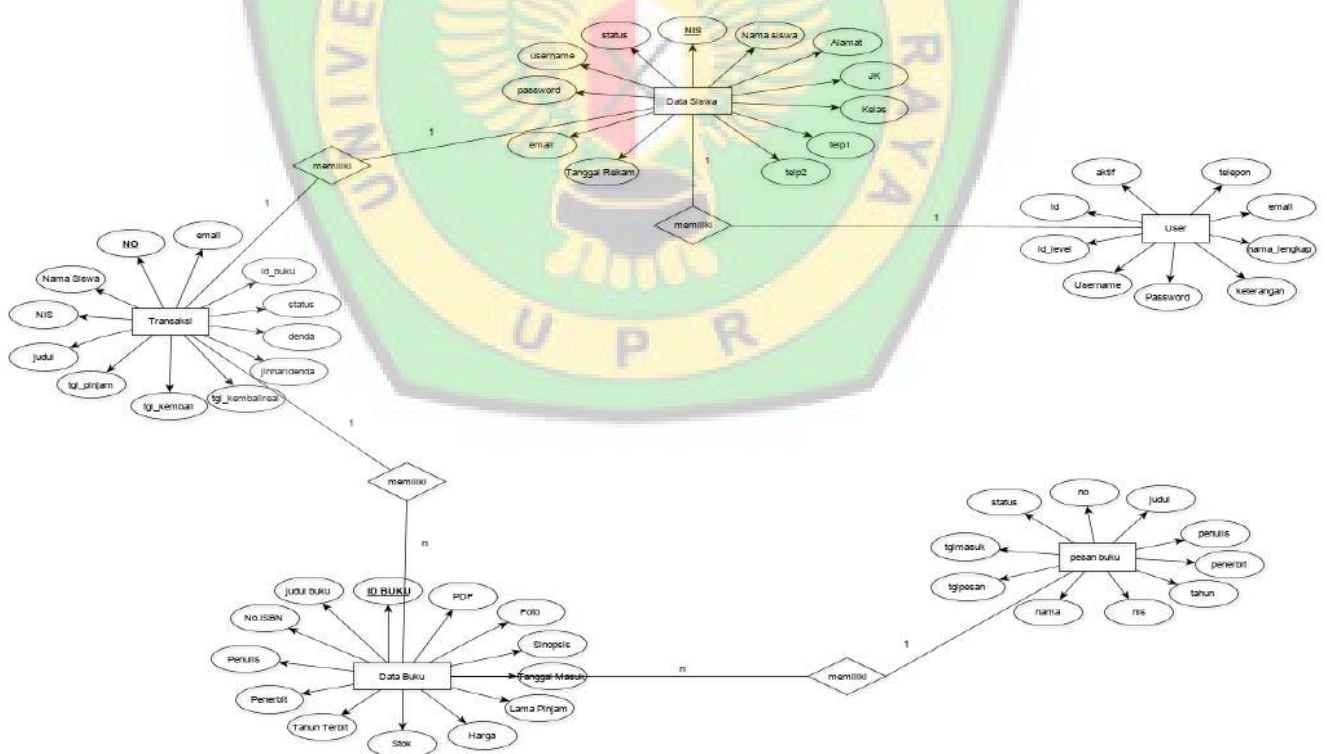 UNIVE
RAYA
UPR
status
NIS
Nama siswa
Alamat
username
JK
password
Data Siswa
Kelas
1
email
telp1
memiliki
Tanggal Rekam
1
telp2
aktif
telepon
1
Id
email
memiliki
1
User
NO
email
Id_level
nama_lengkap
Nama Siswa
Id_buku
Username
Password
keterangan
NIS
Transaksi
status
denda
judul
jlnharidenda
tgl_pinjam
tgl_kembali
tgl_kembalireal
1
memiliki
n
status
no
judul
tglmasuk
pesan buku
penulis
penerbit
tglpesan
tahun
nama
nis
judul buku
ID BUKU
PDF
Foto
No.ISBN
Sinopsis
Penulis
Data Buku
Tanggal Masuk
n
1
memiliki
Penerbit
Lama Pinjam
Tahun Terbit
Stok
Harga